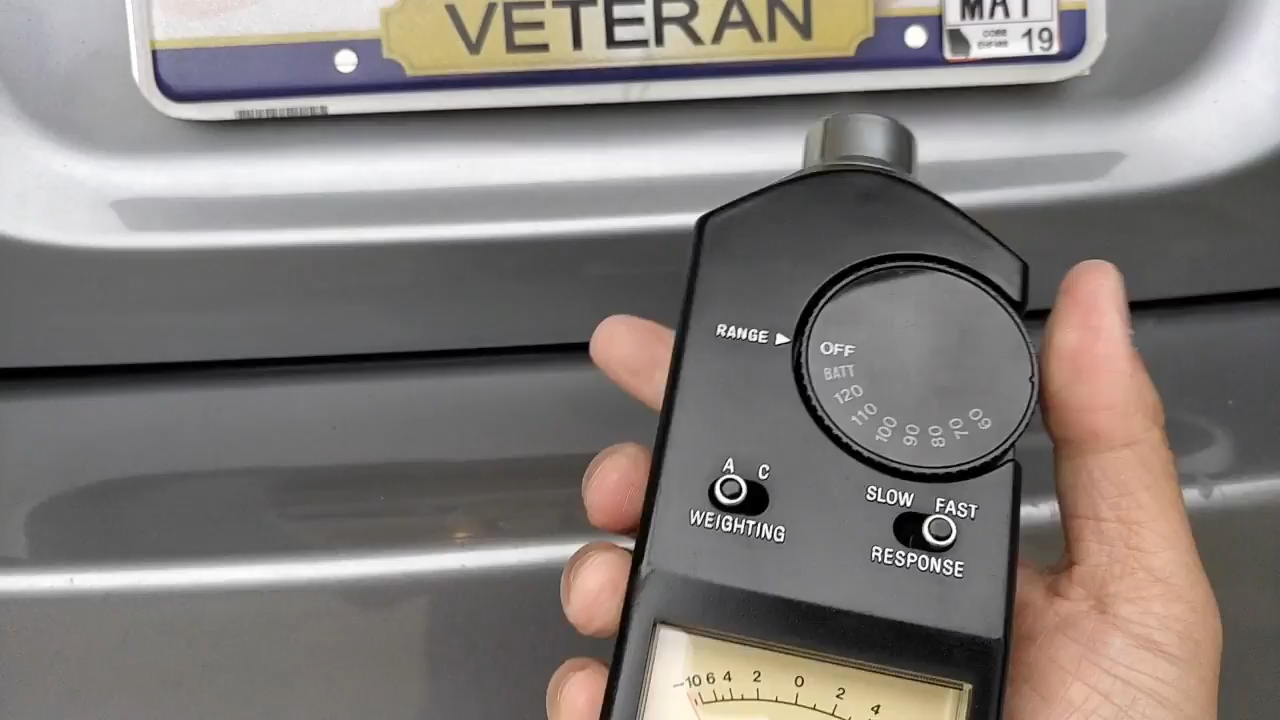 VETERAN
MAY
19
RANGE
OFF
BATT
120
110
100
90
80
70
60
A C
WEIGHTING
SLOW FAST
RESPONSE
-10 6 4 2 0 2 4